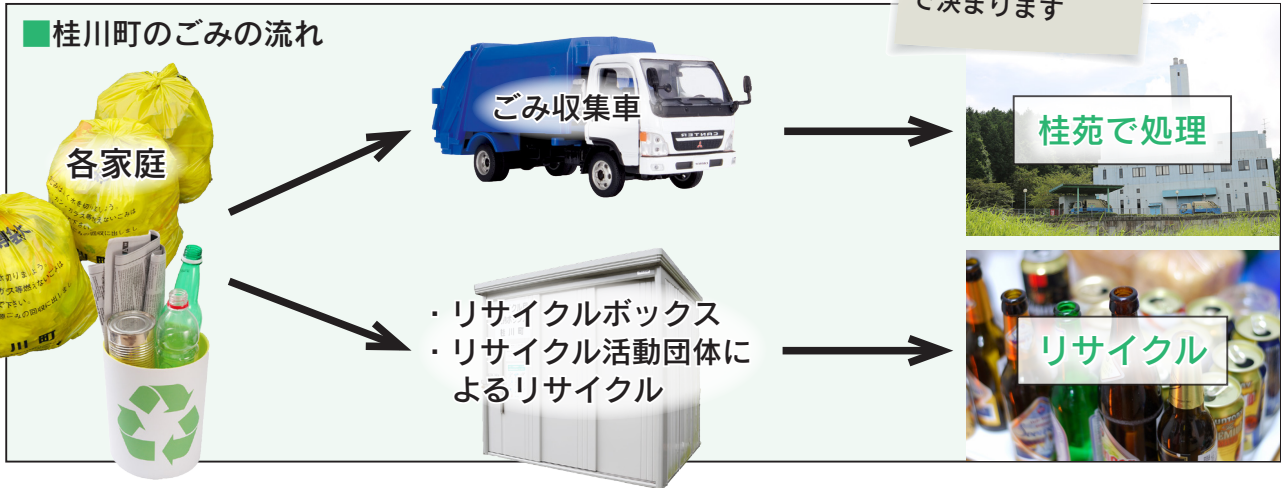 で決まります
■桂川町のごみの流れ
各家庭
ごみ収集車
CANTER
桂苑で処理
・リサイクルボックス
・リサイクル活動団体に
よるリサイクル
リサイクル